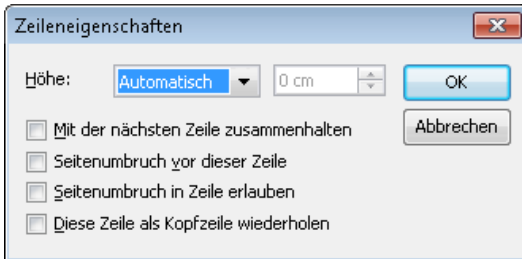 Zeileneigenschaften
Höhe: Automatisch 0 cm OK
Mit der nächsten Zeile zusammenhalten Abbrechen
Seitenumbruch vor dieser Zeile
Seitenumbruch in Zeile erlauben
Diese Zeile als Kopfzeile wiederholen